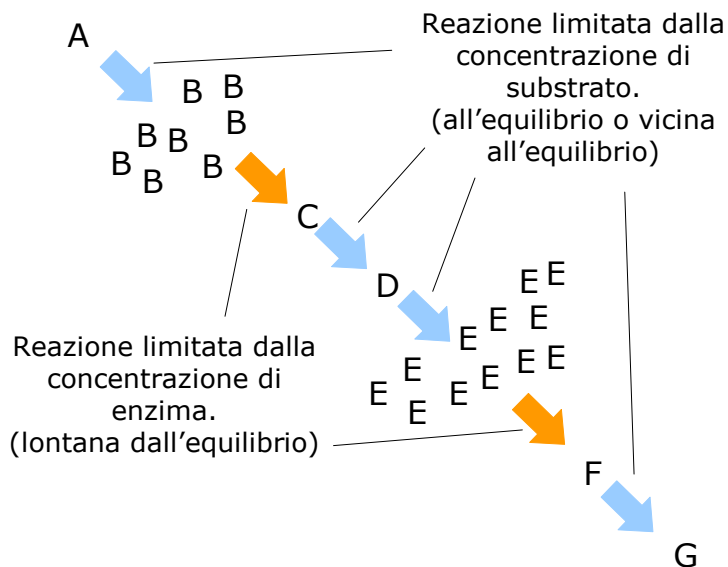 A
Reazione limitata dalla
concentrazione di
substrato.
(all'equilibrio o vicina
all'equilibrio)
B B
B
B B
B B B
C
D
E E
E E
E
E E
E
E
E E
E
Reazione limitata dalla
concentrazione di
enzima.
(lontana dall'equilibrio)
F
G